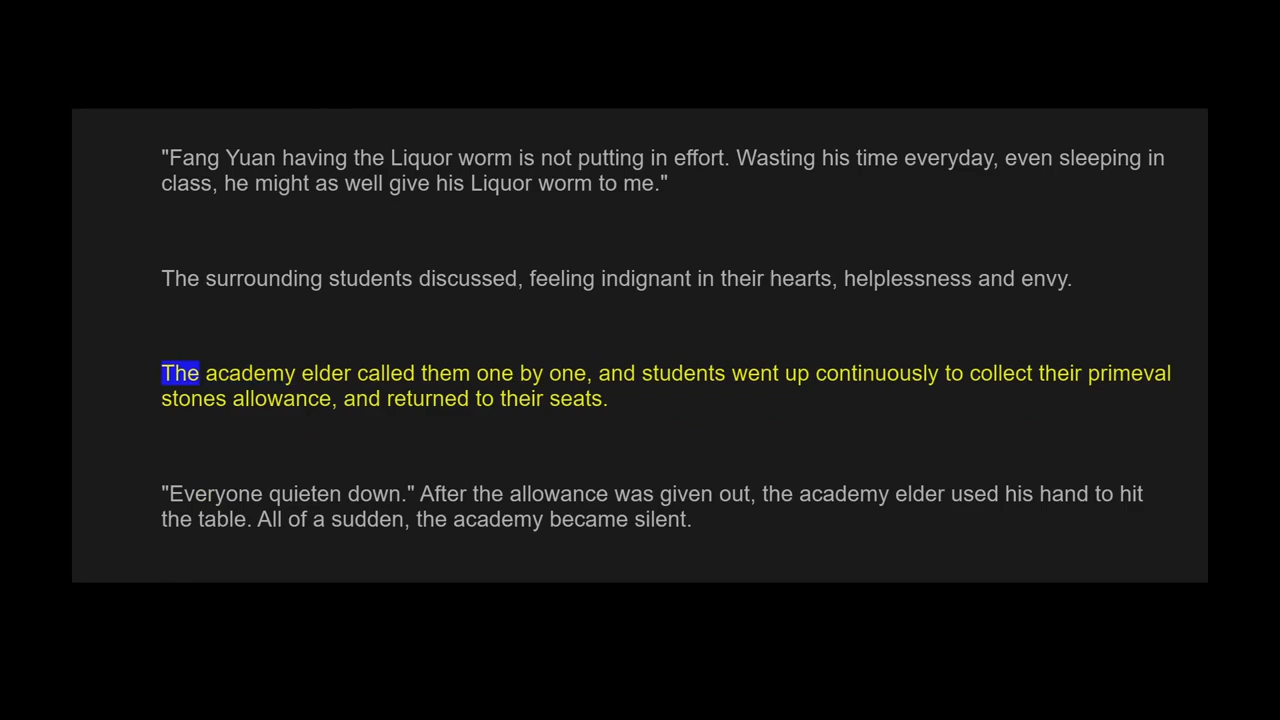 "Fang Yuan having the Liquor worm is not putting in effort. Wasting his time everyday, even sleeping in
class, he might as well give his Liquor worm to me."
The surrounding students discussed, feeling indignant in their hearts, helplessness and envy.
The academy elder called them one by one, and students went up continuously to collect their primeval
stones allowance, and returned to their seats.
"Everyone quieten down." After the allowance was given out, the academy elder used his hand to hit
the table. All of a sudden, the academy became silent.